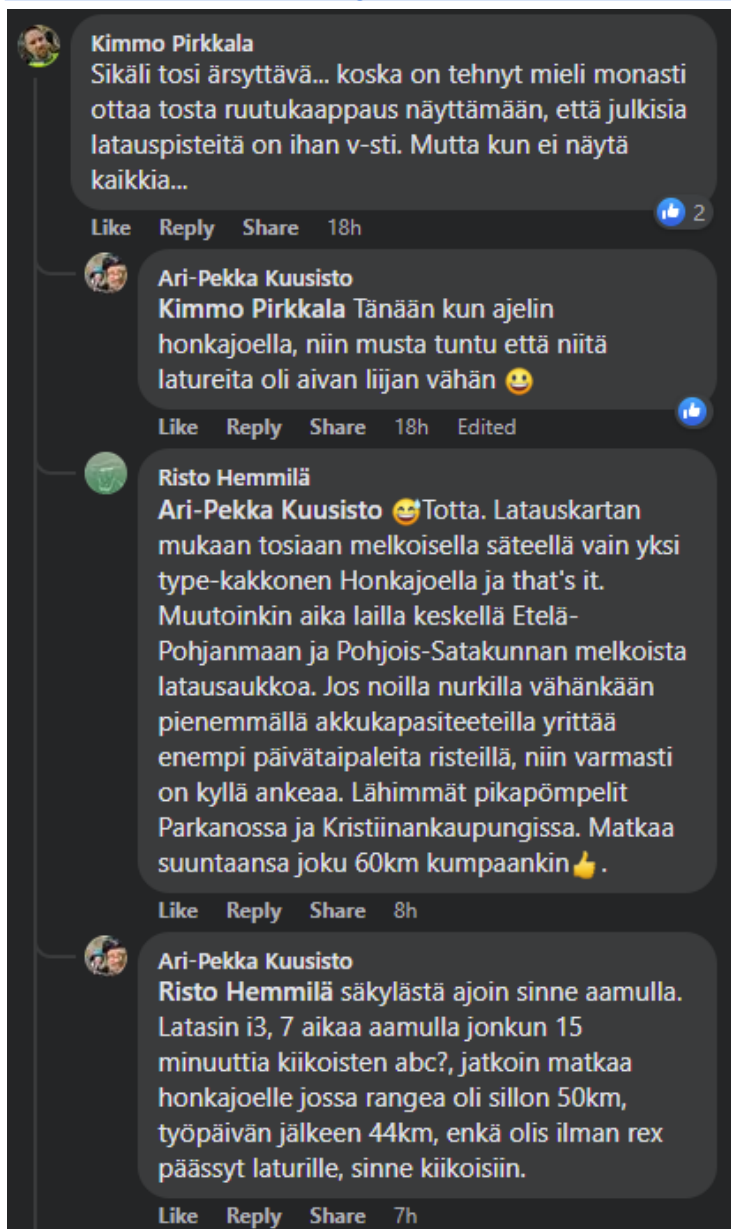 Kimmo Pirkkala
Sikäli tosi ärsyttävä... koska on tehnyt mieli monasti
ottaa tosta ruutukaappaus näyttämään, että julkisia
latauspisteitä on ihan v-sti. Mutta kun ei näytä
kaikkia...
2
Like Reply Share 18h
Ari-Pekka Kuusisto
Kimmo Pirkkala Tänään kun ajelin
honkajoella, niin musta tuntu että niitä
latureita oli aivan liijan vähän 😃
Like Reply Share 18h Edited
Risto Hemmilä
Ari-Pekka Kuusisto 😅Totta. Latauskartan
mukaan tosiaan melkoisella säteellä vain yksi
type-kakkonen Honkajoella ja that's it.
Muutoinkin aika lailla keskellä Etelä-
Pohjanmaan ja Pohjois-Satakunnan melkoista
latausaukkoa. Jos noilla nurkilla vähänkään
pienemmällä akkukapasiteeteilla yrittää
enempi päivätaipaleita risteillä, niin varmasti
on kyllä ankeaa. Lähimmät pikapömpelit
Parkanossa ja Kristiinankaupungissa. Matkaa
suuntaansa joku 60km kumpaankin👍.
Like Reply Share 8h
Ari-Pekka Kuusisto
Risto Hemmilä säkylästä ajoin sinne aamulla.
Latasin i3, 7 aikaa aamulla jonkun 15
minuuttia kiikoisten abc?, jatkoin matkaa
honkajoelle jossa rangea oli sillon 50km,
työpäivän jälkeen 44km, enkä olis ilman rex
päässyt laturille, sinne kiikoisiin.
Like Reply Share 7h